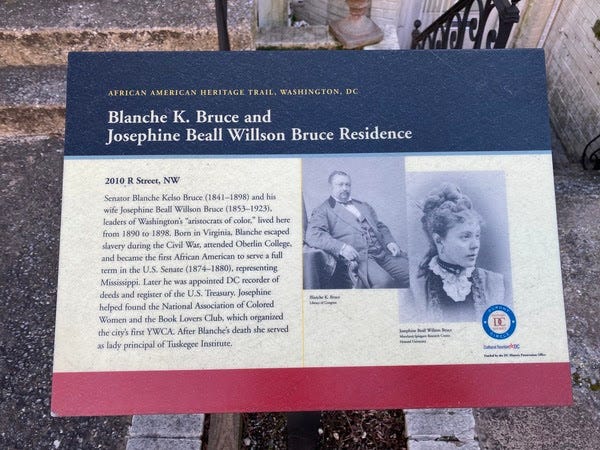 AFRICAN AMERICAN HERITAGE TRAIL, WASHINGTON, DC
Blanche K. Bruce and
Josephine Beall Willson Bruce Residence
2010 R Street, NW
Senator Blanche Kelso Bruce (1841–1898) and his
wife Josephine Beall Willson Bruce (1853–1923),
leaders of Washington's "aristocrats of color," lived here
from 1890 to 1898. Born in Virginia, Blanche escaped
slavery during the Civil War, attended Oberlin College,
and became the first African American to serve a full
term in the U.S. Senate (1874–1880), representing
Mississippi. Later he was appointed DC recorder of
deeds and register of the U.S. Treasury. Josephine
helped found the National Association of Colored
Women and the Book Lovers Club, which organized
the city's first YWCA. After Blanche's death she served
as lady principal of Tuskegee Institute.
Blanche K. Bruce
Library of Congress
Josephine Beall Willson Bruce
Moorland-Spingarn Research Center,
Howard University
DC
Cultural Tourism DC
Funded by the DC Historic Preservation Office